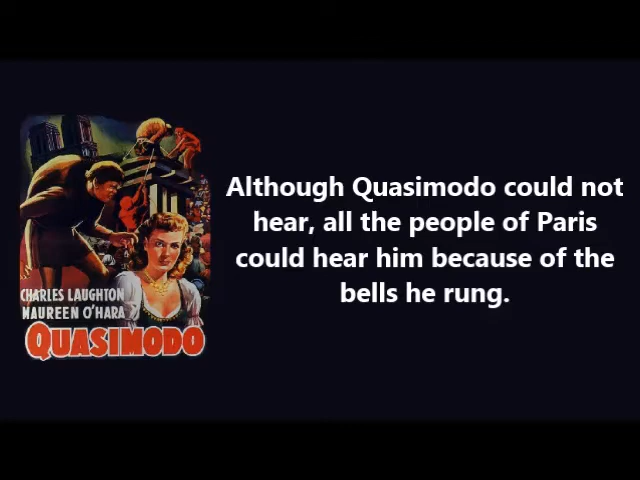 Although Quasimodo could not
hear, all the people of Paris
could hear him because of the
bells he rung.
CHARLES LAUGHTON
MAUREEN O'HARA
QUASIMODO